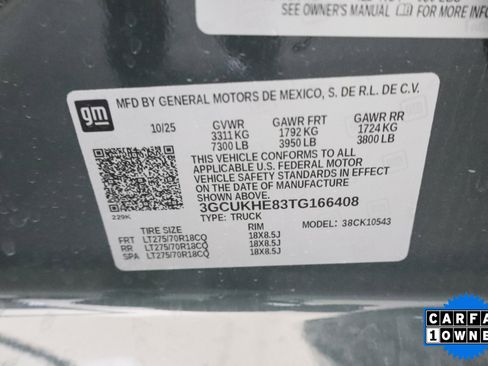 SEE OWNER'S MANUAL FOR MORE INFO
gm
MFD BY GENERAL MOTORS DE MEXICO, S. DE R.L. DE C.V.
10/25 GVWR GAWR FRT GAWR RR
3311 KG 1792 KG 1724 KG
7300 LB 3950 LB 3800 LB
THIS VEHICLE CONFORMS TO ALL
APPLICABLE U.S. FEDERAL MOTOR
VEHICLE SAFETY STANDARDS IN EFFECT
ON THE DATE OF MANUFACTURE SHOWN ABOVE.
229K 3GCUKHE83TG166408
TYPE: TRUCK MODEL: 38CK10543
TIRE SIZE RIM
FRT LT275/70R18CQ 18X8.5J
RR LT275/70R18CQ 18X8.5J
SPA LT275/70R18CQ 18X8.5J
CARFA
1 OWNE